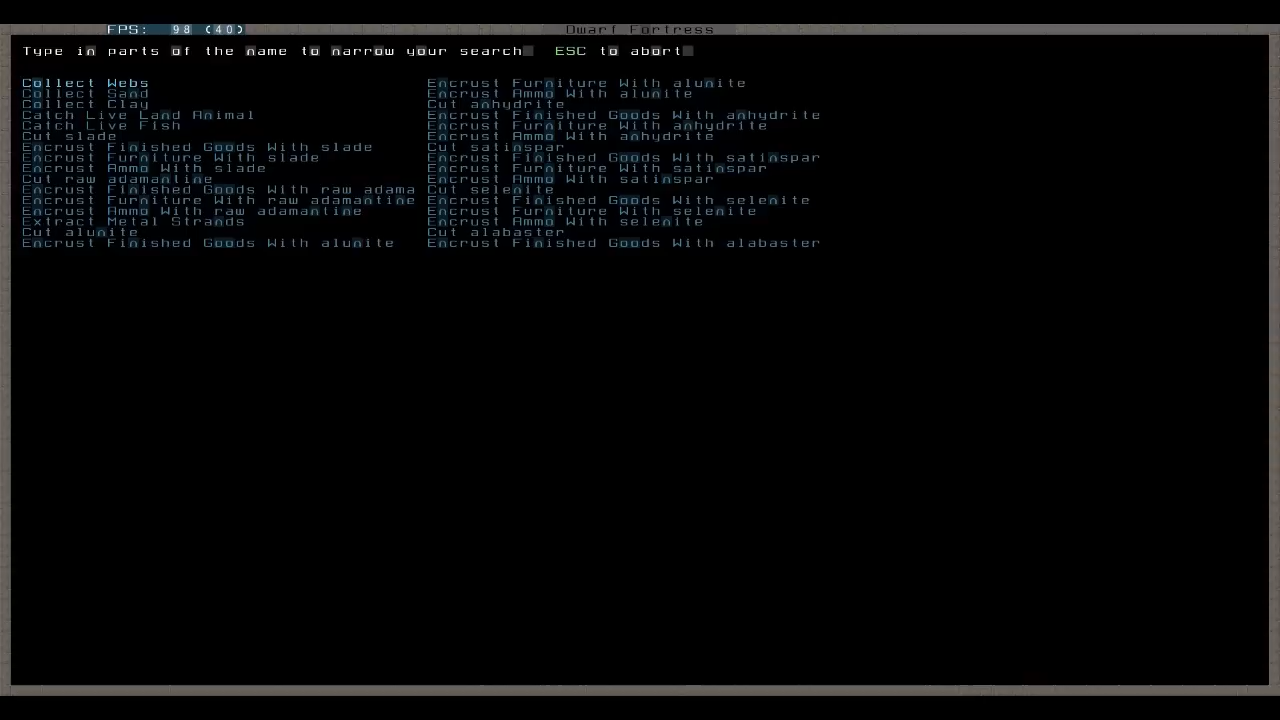 FPS: 98 (40) Dwarf Fortress
Type in parts of the name to narrow your search ESC to abort
Collect Webs
Collect Sand
Collect Clay
Catch Live Land Animal
Catch Live Fish
Cut slade
Encrust Finished Goods With slade
Encrust Furniture With slade
Encrust Ammo With slade
Cut raw adamantine
Encrust Finished Goods With raw adama
Encrust Furniture With raw adamantine
Encrust Ammo With raw adamantine
Extract Metal Strands
Cut alunite
Encrust Finished Goods With alunite
Encrust Furniture With alunite
Encrust Ammo With alunite
Cut anhydrite
Encrust Finished Goods With anhydrite
Encrust Furniture With anhydrite
Encrust Ammo With anhydrite
Cut satinspar
Encrust Finished Goods With satinspar
Encrust Furniture With satinspar
Encrust Ammo With satinspar
Cut selenite
Encrust Finished Goods With selenite
Encrust Furniture With selenite
Encrust Ammo With selenite
Cut alabaster
Encrust Finished Goods With alabaster